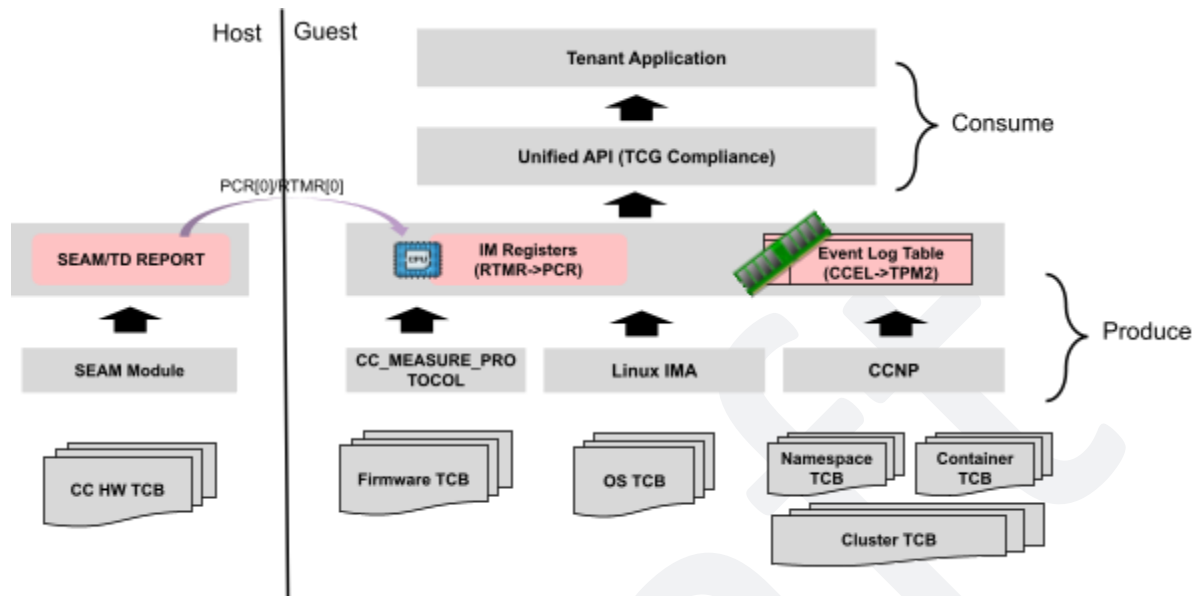 Host
Guest
Tenant Application
Consume
Unified API (TCG Compliance)
PCR[0]/RTMR[0]
SEAM/TD REPORT
CPU
IM Registers
(RTMR->PCR)
Event Log Table
(CCEL->TPM2)
Produce
SEAM Module
CC_MEASURE_PRO
TOCOL
Linux IMA
CCNP
CC HW TCB
Firmware TCB
OS TCB
Namespace
TCB
Container
TCB
Cluster TCB